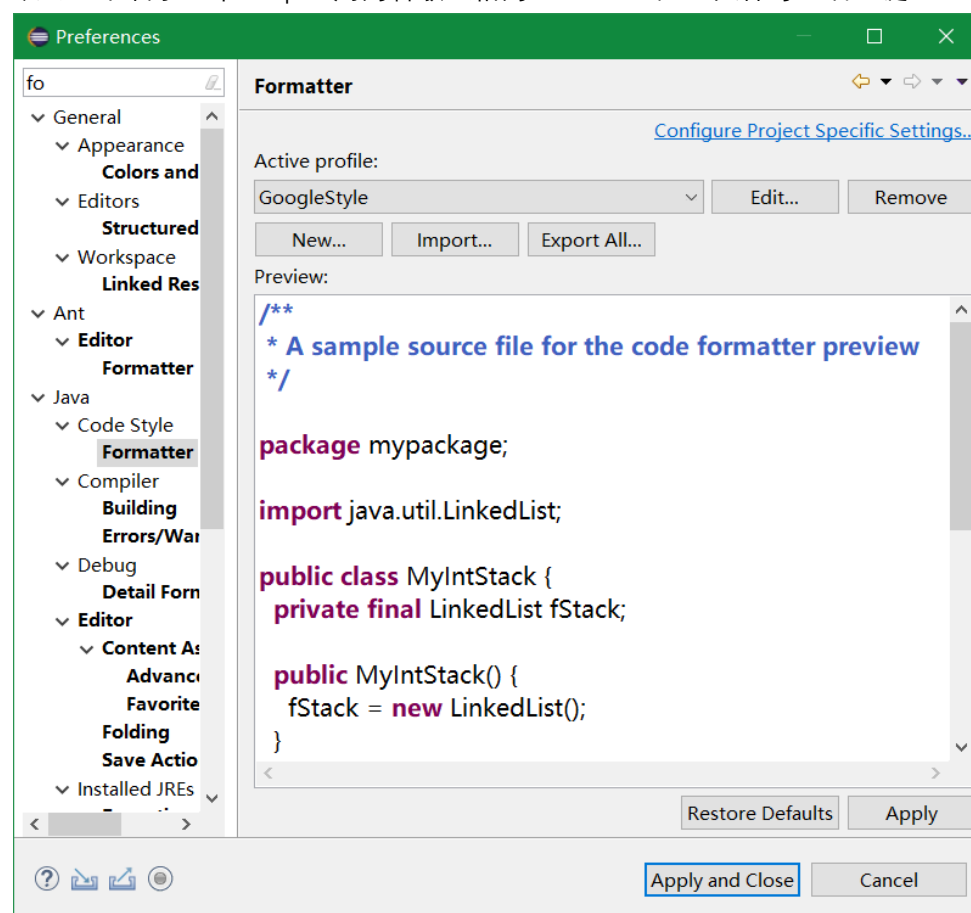 Preferences
fo
General
Appearance
Colors and
Editors
Structured
Workspace
Linked Res
Ant
Editor
Formatter
Java
Code Style
Formatter
Compiler
Building
Errors/War
Debug
Detail Form
Editor
Content As
Advance
Favorite
Folding
Save Actio
Installed JREs
Formatter
Configure Project Specific Settings..
Active profile:
GoogleStyle
Edit...
Remove
New...
Import...
Export All...
Preview:
/**
* A sample source file for the code formatter preview
*/
package mypackage;
import java.util.LinkedList;
public class MyIntStack {
private final LinkedList fStack;
public MyIntStack() {
fStack = new LinkedList();
}
Restore Defaults
Apply
Apply and Close
Cancel